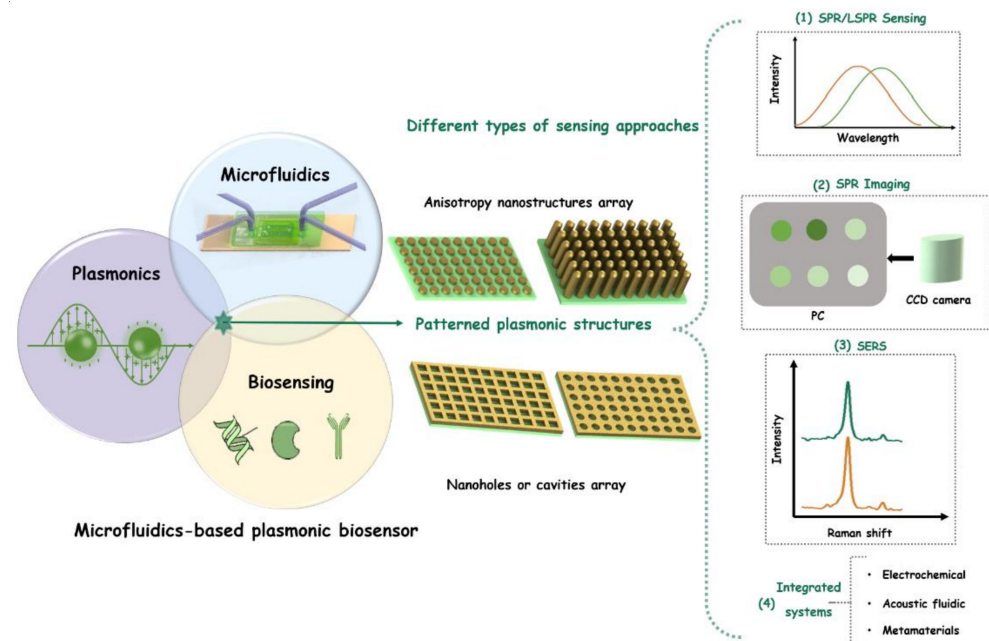 (1) SPR/LSPR Sensing
Intensity
Wavelength
Different types of sensing approaches
Microfluidics
Anisotropy nanostructures array
(2) SPR Imaging
CCD camera
PC
Plasmonics
Patterned plasmonic structures
(3) SERS
Biosensing
Intensity
Raman shift
Nanoholes or cavities array
Microfluidics-based plasmonic biosensor
(4) Integrated
systems
• Electrochemical
• Acoustic fluidic
• Metamaterials